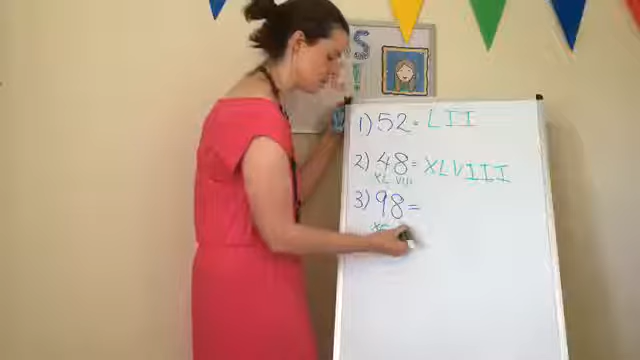 1) 52 = LII
2) 48 = XLVIII
XL VIII
3) 98 =